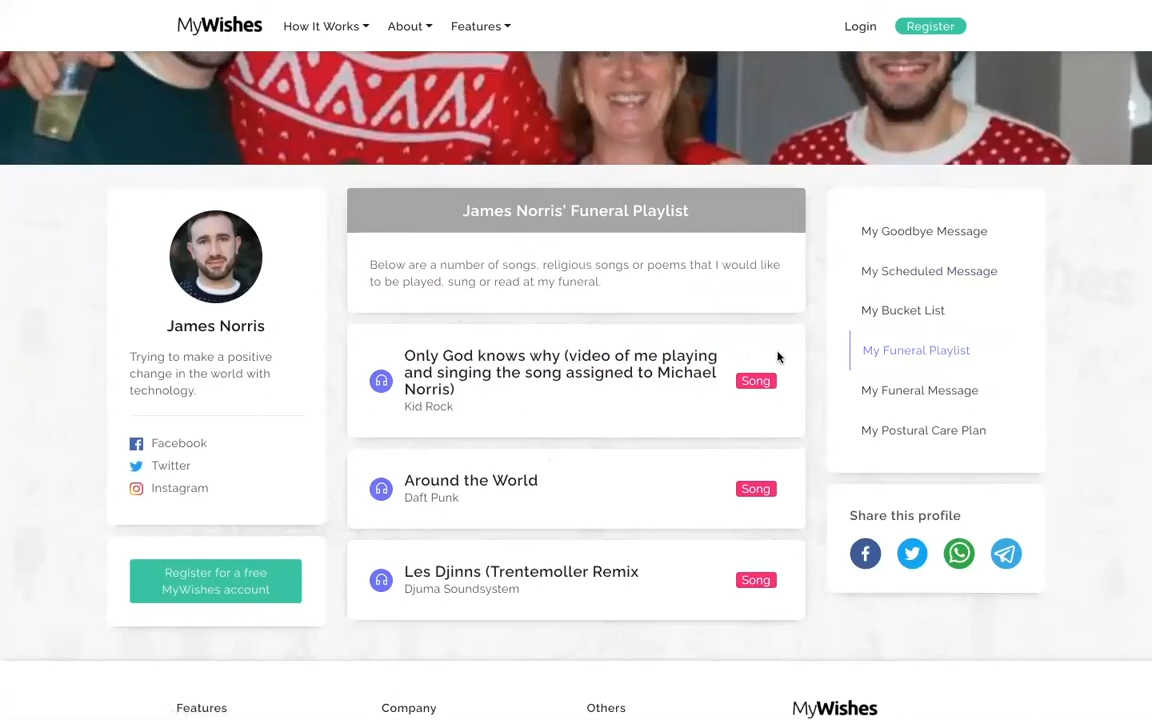 MyWishes
How It Works
About
Features
Login
Register
James Norris
Trying to make a positive
change in the world with
technology.
Facebook
Twitter
Instagram
Register for a free
MyWishes account
James Norris' Funeral Playlist
Below are a number of songs, religious songs or poems that I would like
to be played, sung or read at my funeral.
Only God knows why (video of me playing
and singing the song assigned to Michael
Norris)
Kid Rock
Song
Around the World
Daft Punk
Song
Les Djinns (Trentemoller Remix
Djuma Soundsystem
Song
My Goodbye Message
My Scheduled Message
My Bucket List
My Funeral Playlist
My Funeral Message
My Postural Care Plan
Share this profile
Features
Company
Others
MyWishes